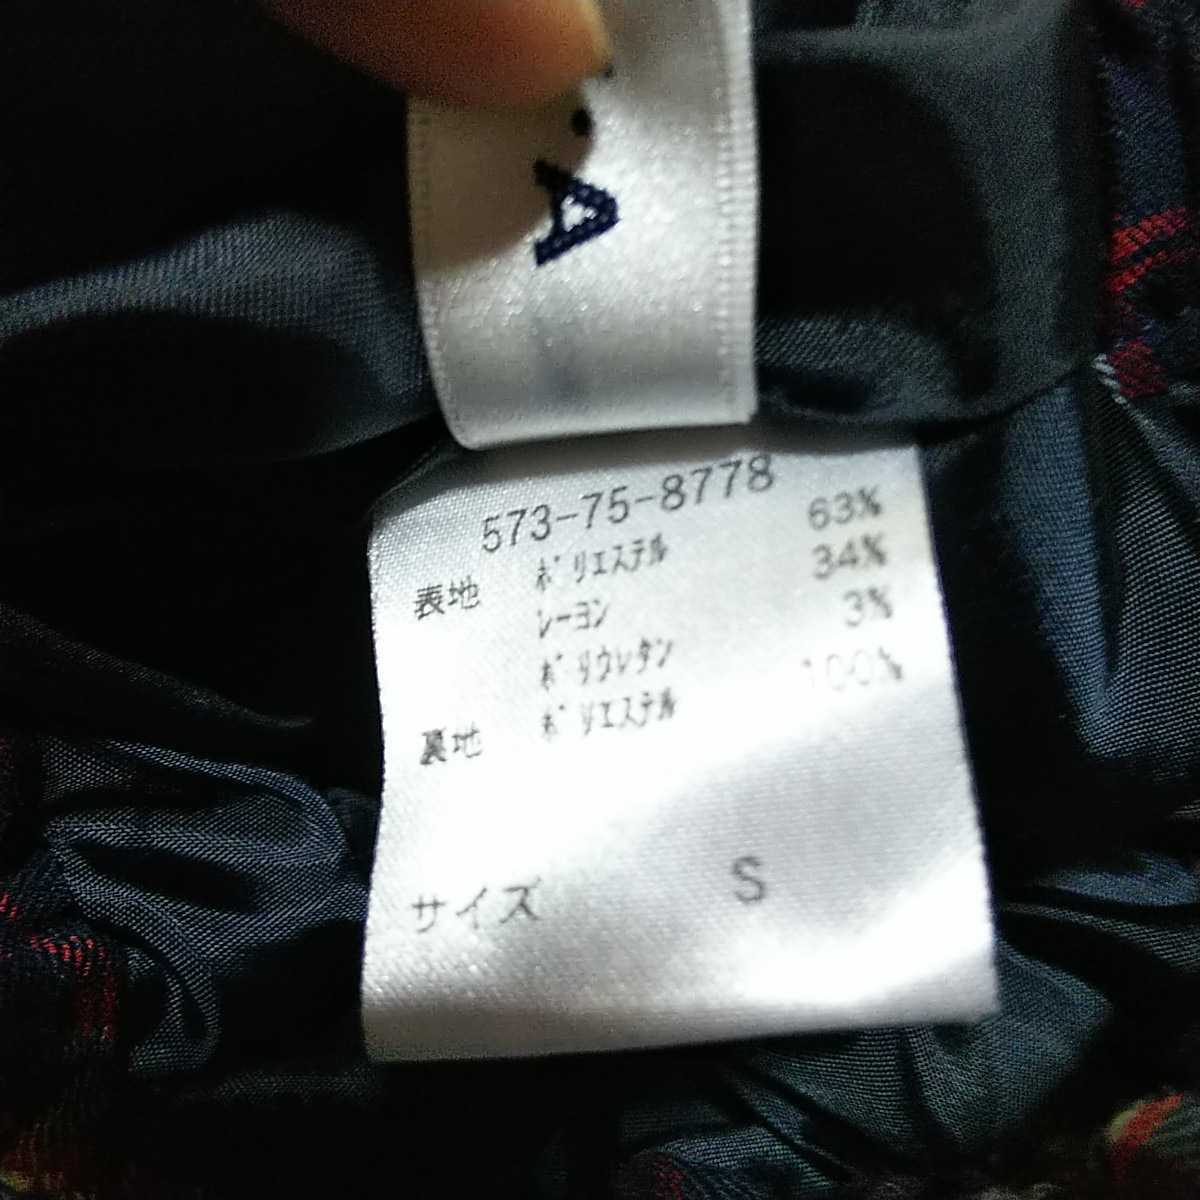 A
573-75-8778
表地 ﾎﾟﾘｴｽﾃﾙ 63%
ﾚｰﾖﾝ 34%
ﾎﾟﾘｳﾚﾀﾝ 3%
裏地 ﾎﾟﾘｴｽﾃﾙ 100%
サイズ S